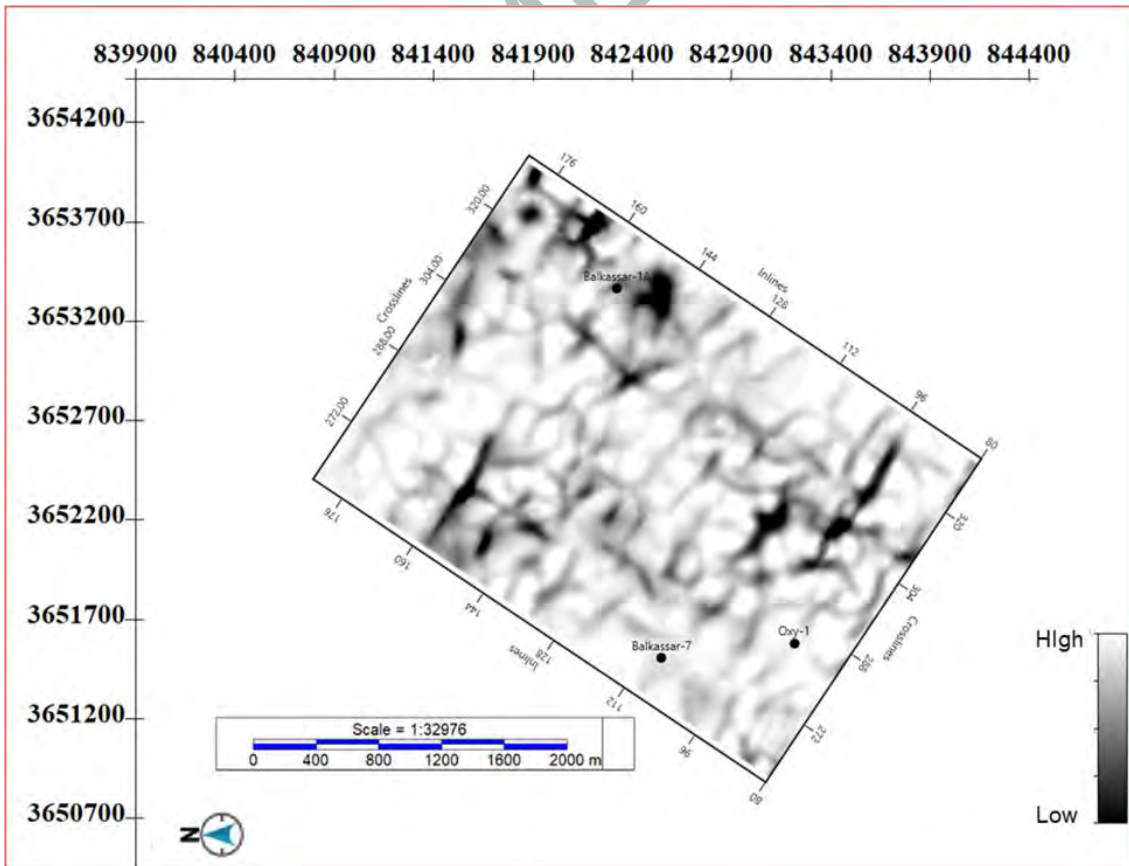 839900 840400 840900 841400 841900 842400 842900 843400 843900 844400
3654200
3653700
3653200
3652700
3652200
3651700
3651200
3650700
176
160
144
128
112
96
80
Inlines
320.00
304.00
288.00
272.00
Crosslines
Balkassar-1A
320
304
288
272
Crosslines
176
160
144
128
112
96
80
Inlines
Balkassar-7
Oxy-1
HIgh
Low
Scale = 1:32976
0 400 800 1200 1600 2000 m
N